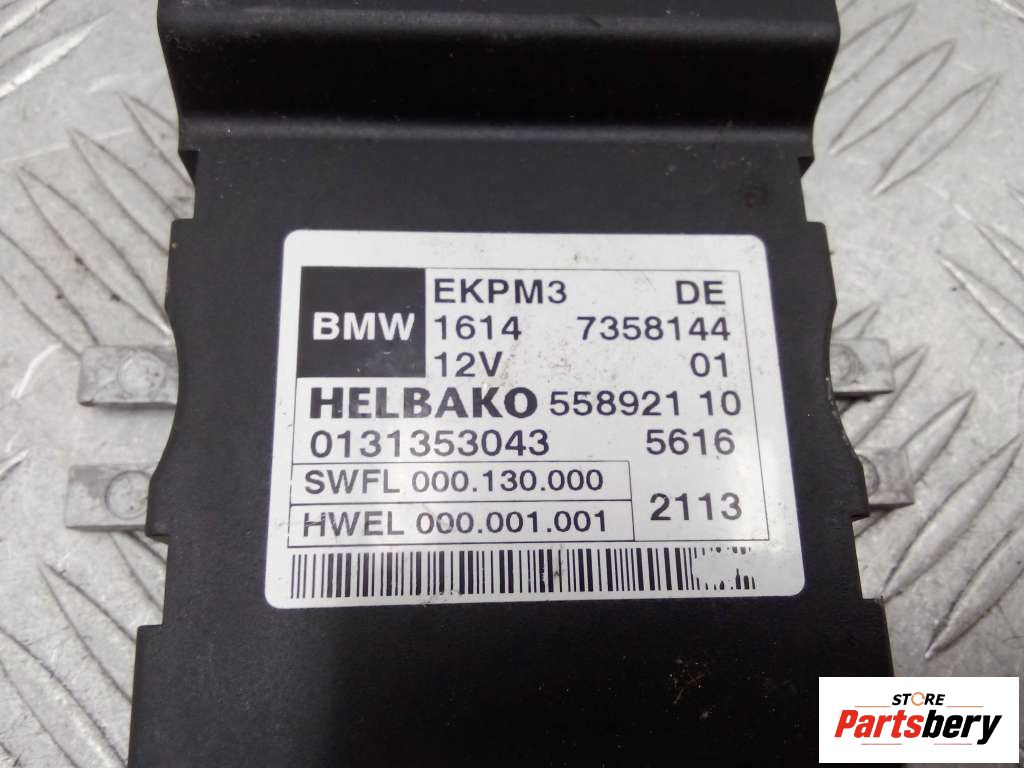 BMW EKPM3 DE
1614 7358144
12V 01
HELBAKO 558921 10
0131353043 5616
SWFL 000.130.000
HWEL 000.001.001 2113
STORE
Partsbery